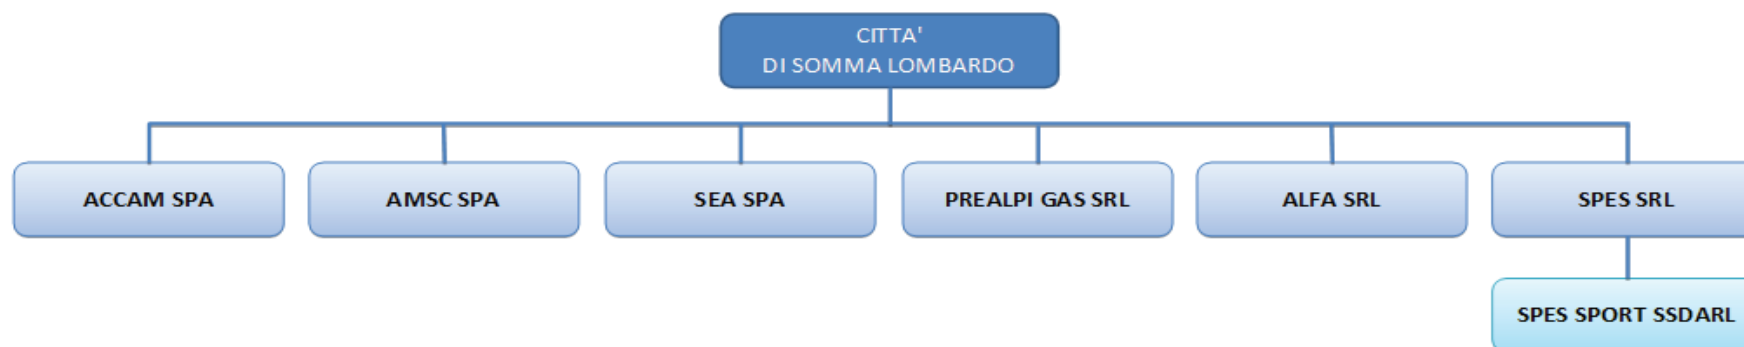 CITTA'
DI SOMMA LOMBARDO
ACCAM SPA
AMSC SPA
SEA SPA
PREALPI GAS SRL
ALFA SRL
SPES SRL
SPES SPORT SSDARL